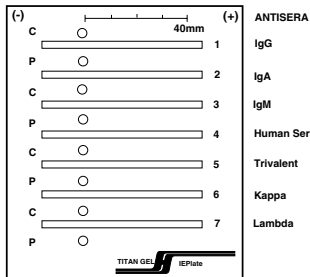 (-) (+) ANTISERA
C 40mm
1 IgG
P
2 IgA
C
3 IgM
P
4 Human Ser
C
5 Trivalent
P
6 Kappa
C
7 Lambda
P
TITAN GEL IEPlate